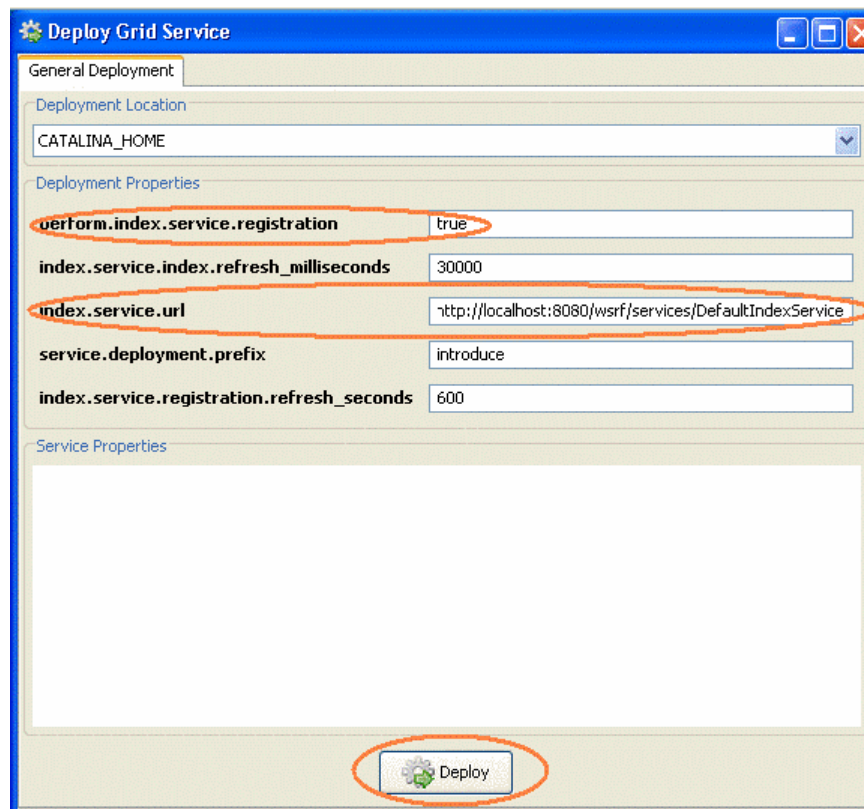 Deploy Grid Service
General Deployment
Deployment Location
CATALINA_HOME
Deployment Properties
perform.index.service.registration true
index.service.index.refresh_milliseconds 30000
index.service.url http://localhost:8080/wsrf/services/DefaultIndexService
service.deployment.prefix introduce
index.service.registration.refresh_seconds 600
Service Properties
Deploy